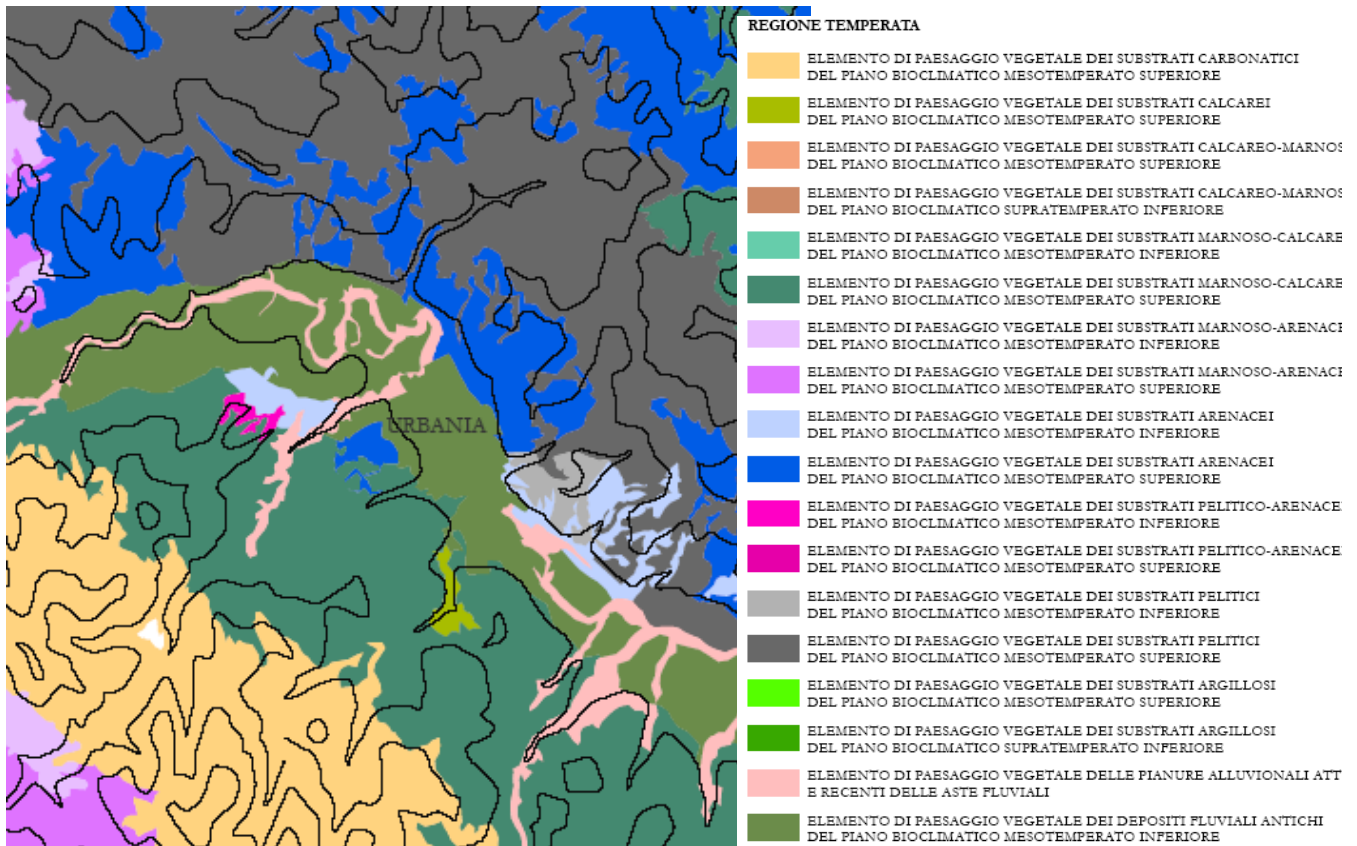 REGIONE TEMPERATA
ELEMENTO DI PAESAGGIO VEGETALE DEI SUBSTRATI CARBONATICI
DEL PIANO BIOCLIMATICO MESOTEMPERATO SUPERIORE
ELEMENTO DI PAESAGGIO VEGETALE DEI SUBSTRATI CALCAREI
DEL PIANO BIOCLIMATICO MESOTEMPERATO SUPERIORE
ELEMENTO DI PAESAGGIO VEGETALE DEI SUBSTRATI CALCAREO-MARNOS
DEL PIANO BIOCLIMATICO MESOTEMPERATO SUPERIORE
ELEMENTO DI PAESAGGIO VEGETALE DEI SUBSTRATI CALCAREO-MARNOS
DEL PIANO BIOCLIMATICO SUPRATEMPERATO INFERIORE
ELEMENTO DI PAESAGGIO VEGETALE DEI SUBSTRATI MARNOSO-CALCARE
DEL PIANO BIOCLIMATICO MESOTEMPERATO INFERIORE
ELEMENTO DI PAESAGGIO VEGETALE DEI SUBSTRATI MARNOSO-CALCARE
DEL PIANO BIOCLIMATICO MESOTEMPERATO SUPERIORE
ELEMENTO DI PAESAGGIO VEGETALE DEI SUBSTRATI MARNOSO-ARENACE
DEL PIANO BIOCLIMATICO MESOTEMPERATO INFERIORE
ELEMENTO DI PAESAGGIO VEGETALE DEI SUBSTRATI MARNOSO-ARENACE
DEL PIANO BIOCLIMATICO MESOTEMPERATO SUPERIORE
ELEMENTO DI PAESAGGIO VEGETALE DEI SUBSTRATI ARENACEI
DEL PIANO BIOCLIMATICO MESOTEMPERATO INFERIORE
ELEMENTO DI PAESAGGIO VEGETALE DEI SUBSTRATI ARENACEI
DEL PIANO BIOCLIMATICO MESOTEMPERATO SUPERIORE
ELEMENTO DI PAESAGGIO VEGETALE DEI SUBSTRATI PELITICO-ARENACE
DEL PIANO BIOCLIMATICO MESOTEMPERATO INFERIORE
ELEMENTO DI PAESAGGIO VEGETALE DEI SUBSTRATI PELITICO-ARENACE
DEL PIANO BIOCLIMATICO MESOTEMPERATO SUPERIORE
ELEMENTO DI PAESAGGIO VEGETALE DEI SUBSTRATI PELITICI
DEL PIANO BIOCLIMATICO MESOTEMPERATO INFERIORE
ELEMENTO DI PAESAGGIO VEGETALE DEI SUBSTRATI PELITICI
DEL PIANO BIOCLIMATICO MESOTEMPERATO SUPERIORE
ELEMENTO DI PAESAGGIO VEGETALE DEI SUBSTRATI ARGILLOSI
DEL PIANO BIOCLIMATICO MESOTEMPERATO SUPERIORE
ELEMENTO DI PAESAGGIO VEGETALE DEI SUBSTRATI ARGILLOSI
DEL PIANO BIOCLIMATICO SUPRATEMPERATO INFERIORE
ELEMENTO DI PAESAGGIO VEGETALE DELLE PIANURE ALLUVIONALI ATT
E RECENTI DELLE ASTE FLUVIALI
ELEMENTO DI PAESAGGIO VEGETALE DEI DEPOSITI FLUVIALI ANTICHI
DEL PIANO BIOCLIMATICO MESOTEMPERATO INFERIORE
URBANIA